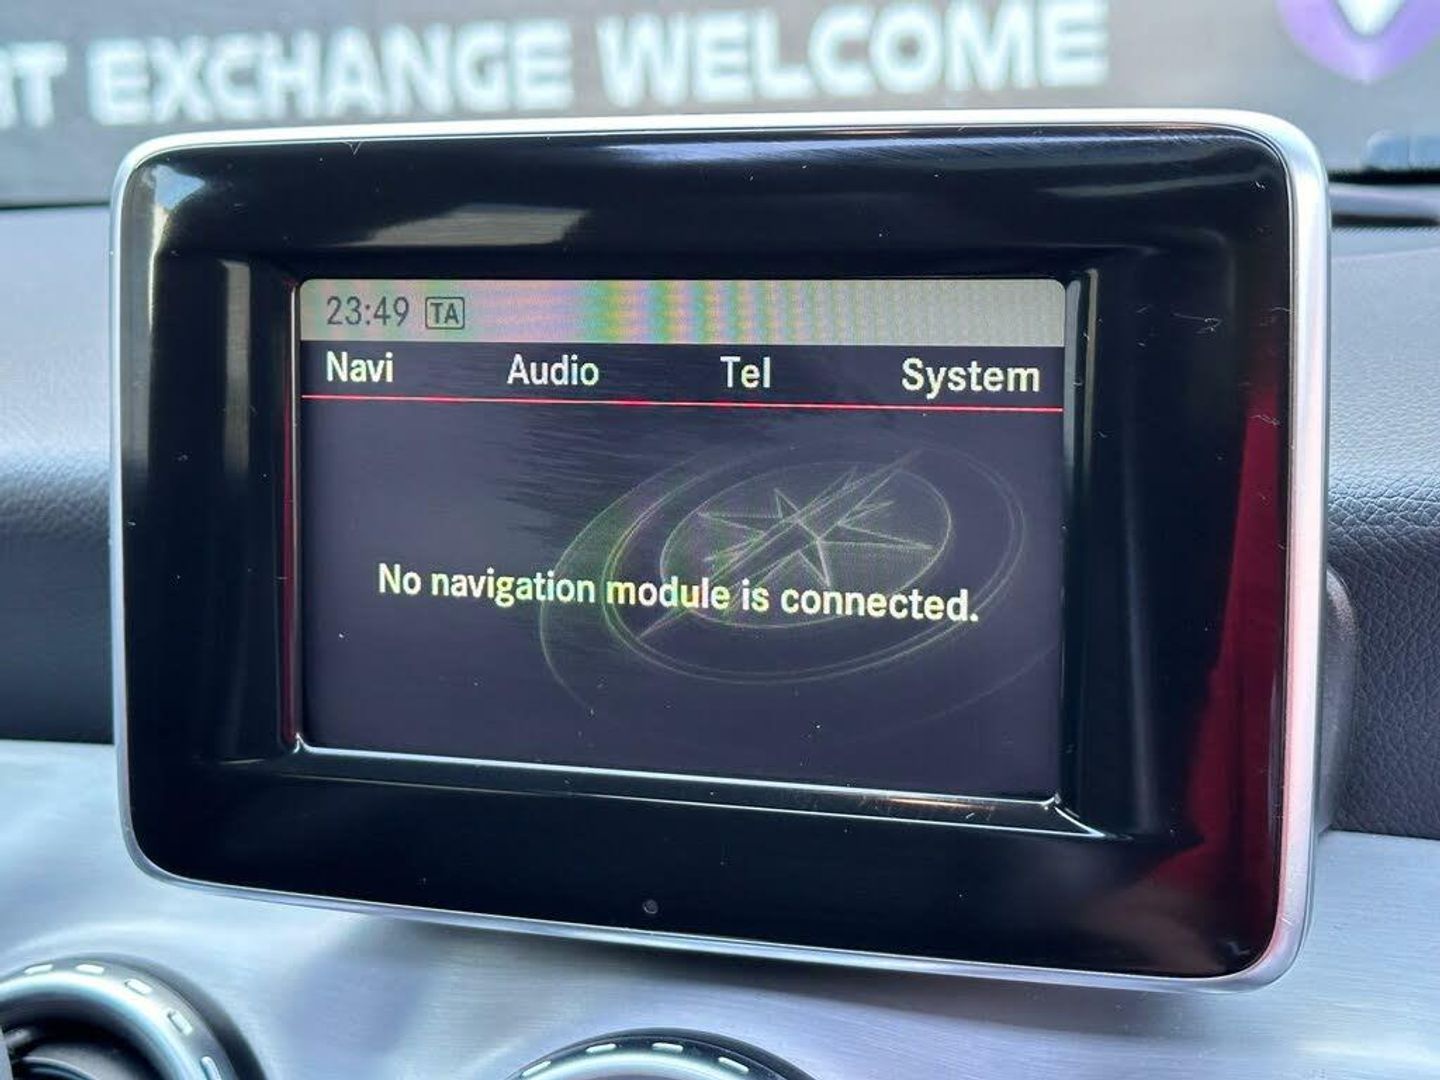 EXCHANGE WELCOME
23:49 TA
Navi Audio Tel System
No navigation module is connected.